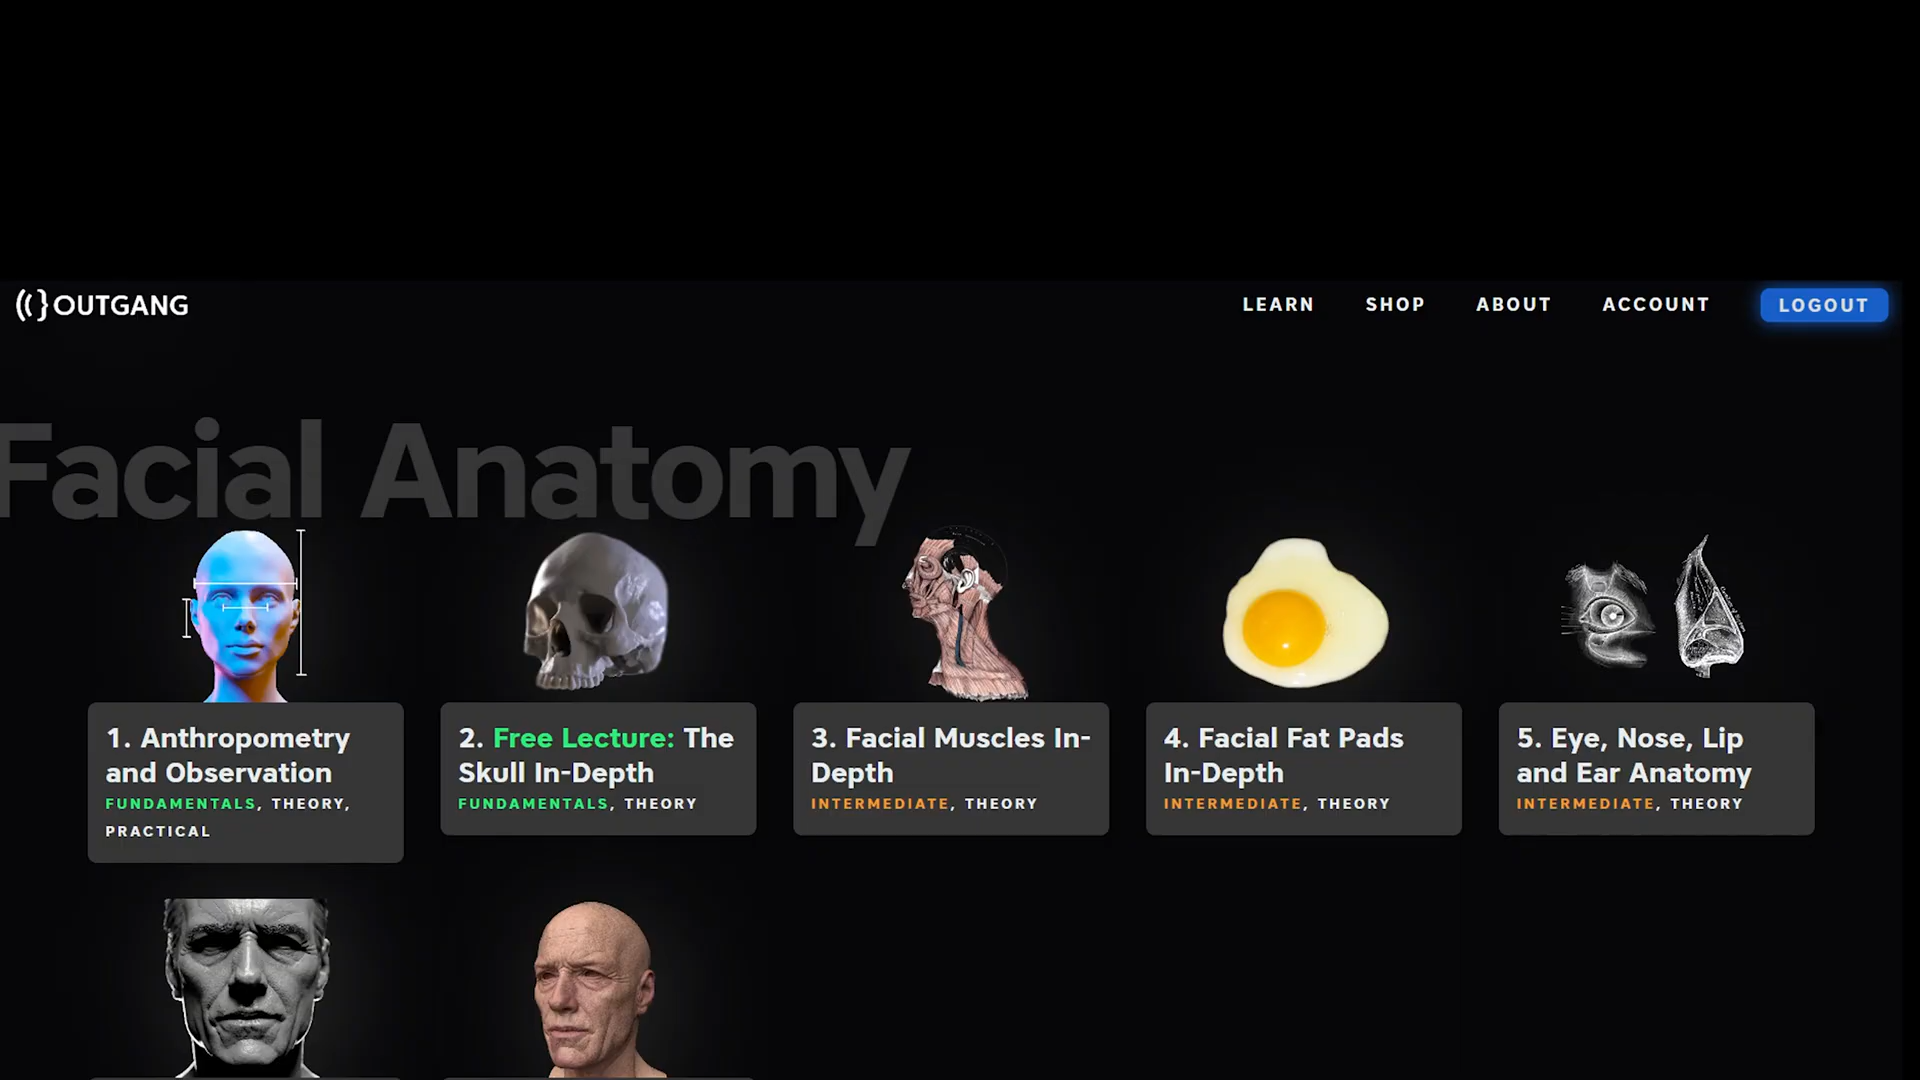 OUTGANG
LEARN SHOP ABOUT ACCOUNT LOGOUT
Facial Anatomy
1. Anthropometry
and Observation
FUNDAMENTALS, THEORY,
PRACTICAL
2. Free Lecture: The
Skull In-Depth
FUNDAMENTALS, THEORY
3. Facial Muscles In-
Depth
INTERMEDIATE, THEORY
4. Facial Fat Pads
In-Depth
INTERMEDIATE, THEORY
5. Eye, Nose, Lip
and Ear Anatomy
INTERMEDIATE, THEORY